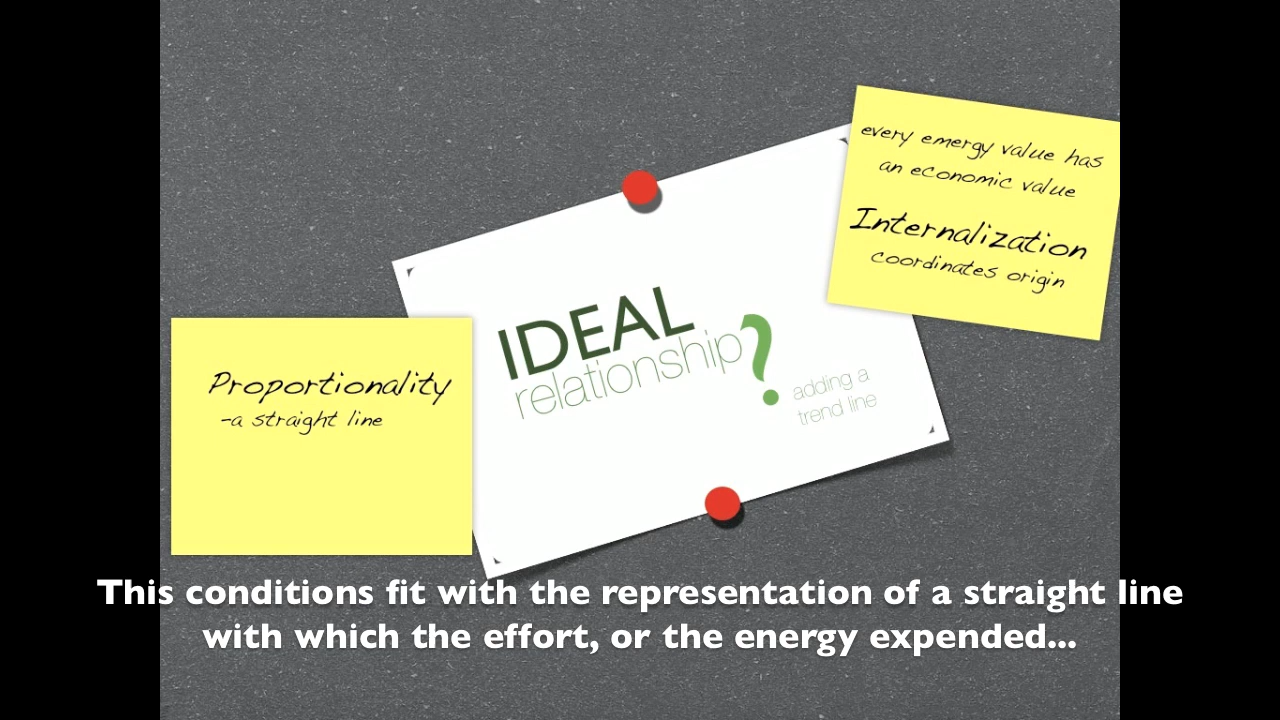 every emergy value has
an economic value
Internalization
coordinates origin
IDEAL
relationship?
adding a
trend line
Proportionality
-a straight line
This conditions fit with the representation of a straight line
with which the effort, or the energy expended...